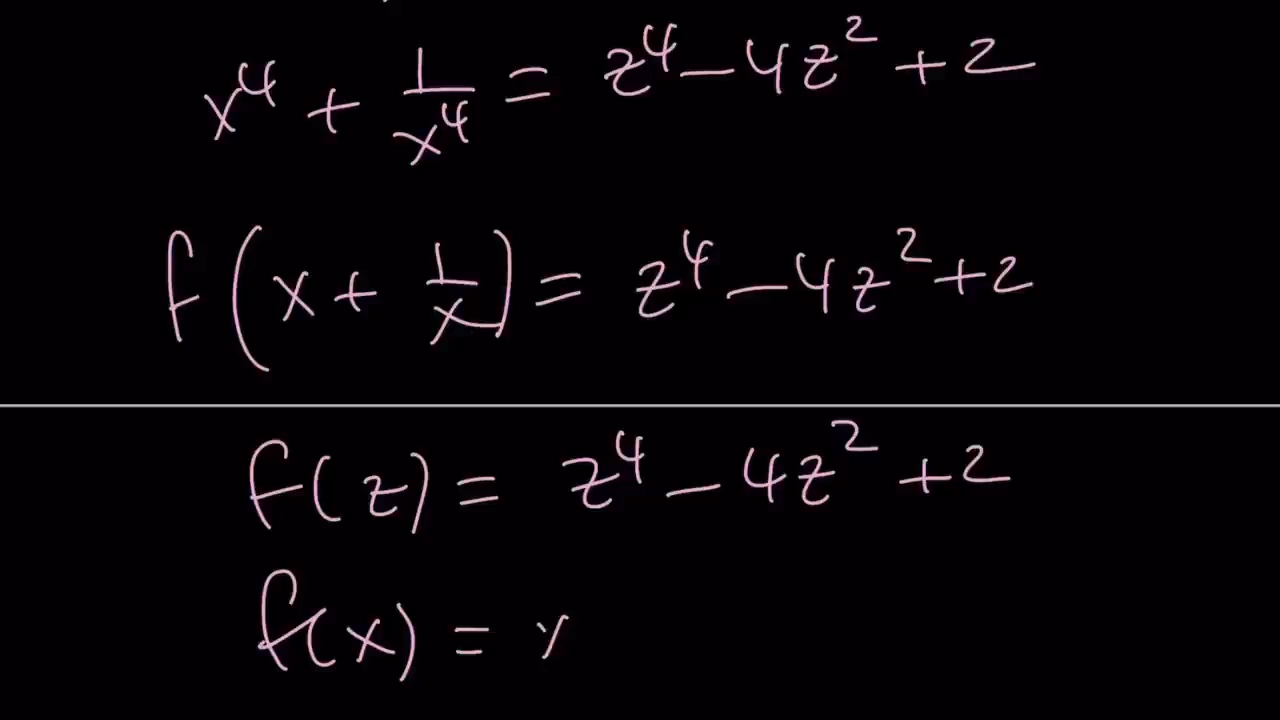 x⁴ + 1/x⁴ = z⁴ - 4z² + 2
f(x + 1/x) = z⁴ - 4z² + 2
f(z) = z⁴ - 4z² + 2
f(x) = x